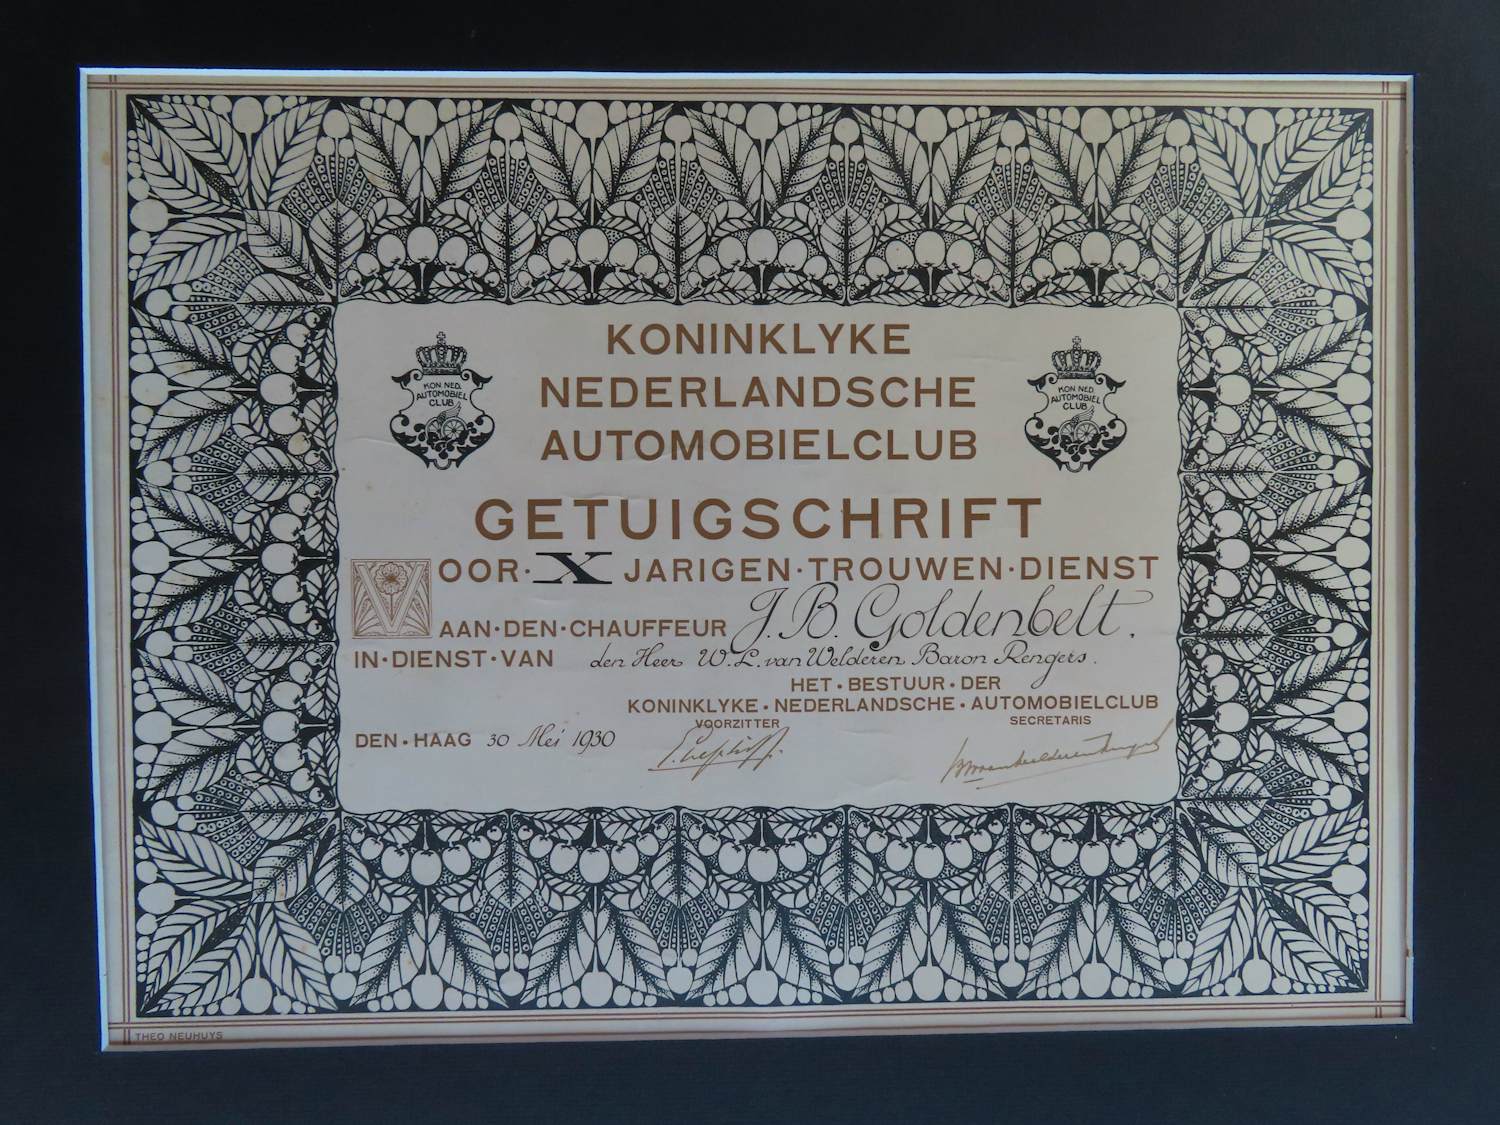 KONINKLYKE
NEDERLANDSCHE
AUTOMOBIELCLUB
KON NED.
AUTOMOBIEL
CLUB
KON NED.
AUTOMOBIEL
CLUB
GETUIGSCHRIFT
VOOR · X JARIGEN · TROUWEN · DIENST
AAN · DEN · CHAUFFEUR J. B. Goldenbelt.
IN · DIENST · VAN den Heer W. L. van Welderen Baron Rengers.
HET · BESTUUR · DER
KONINKLYKE · NEDERLANDSCHE · AUTOMOBIELCLUB
VOORZITTER SECRETARIS
DEN · HAAG 30 Mei 1930
THEO NEUHUYS